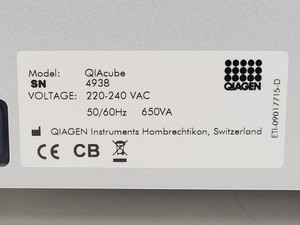 Model: QIAcube
SN 4938
VOLTAGE: 220-240 VAC
50/60Hz 650VA
QIAGEN Instruments Hombrechtikon, Switzerland
CE CB
QIAGEN
ETI-09017715-D